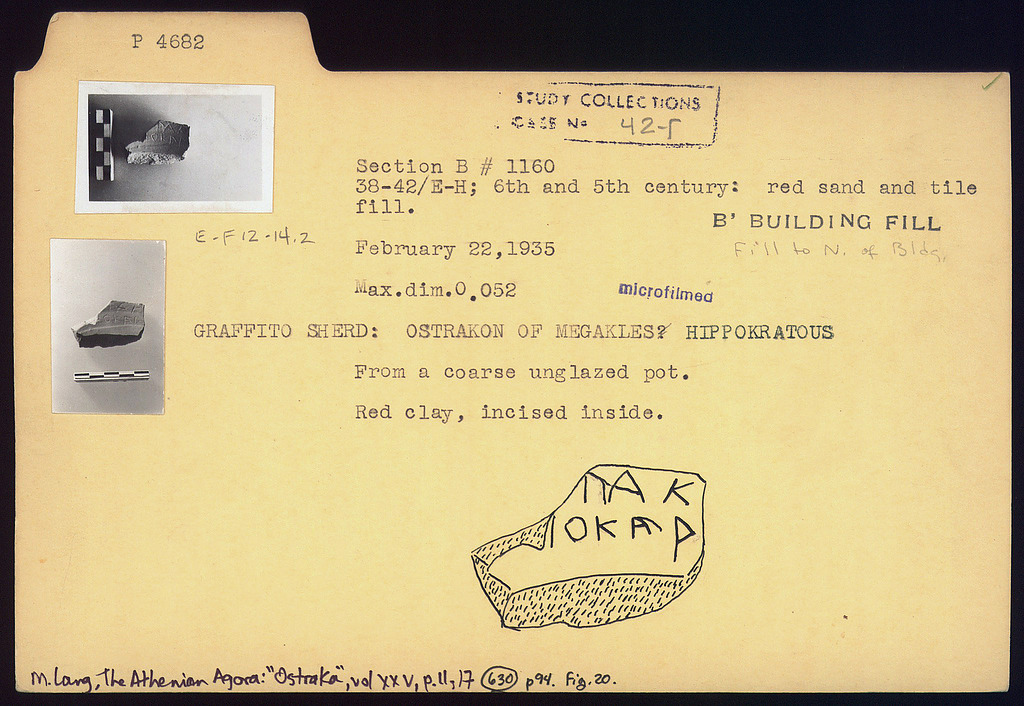 P 4682
STUDY COLLECTIONS
CASE No 42-5
Section B # 1160
38-42/E-H; 6th and 5th century: red sand and tile
fill.
B' BUILDING FILL
Fill to N. of Bldg.
E-F 12-14.2
February 22,1935
Max.dim.0.052
microfilmed
GRAFFITO SHERD: OSTRAKON OF MEGAKLES? HIPPOKRATOUS
From a coarse unglazed pot.
Red clay, incised inside.
ΑΚ
ΟΚΑΡ
M. Lang, The Athenian Agora: "Ostraka", vol XXV, p.11, 17 630 p94. Fig. 20.